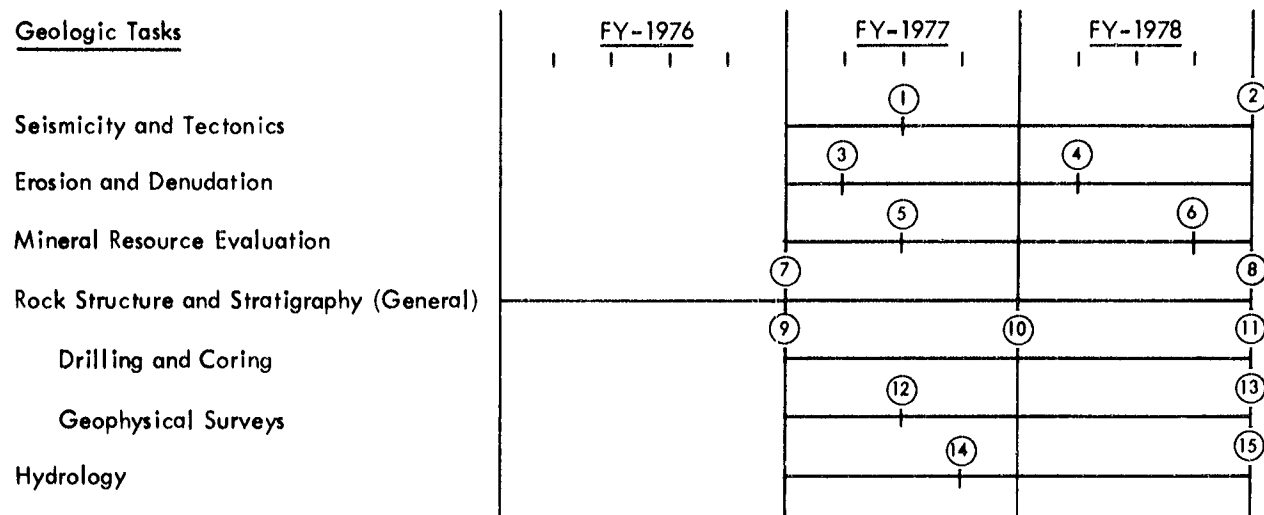 Geologic Tasks FY-1976 FY-1977 FY-1978
1 2
Seismicity and Tectonics
3 4
Erosion and Denudation
5 6
Mineral Resource Evaluation
7 8
Rock Structure and Stratigraphy (General)
9 10 11
Drilling and Coring
12 13
Geophysical Surveys
14 15
Hydrology